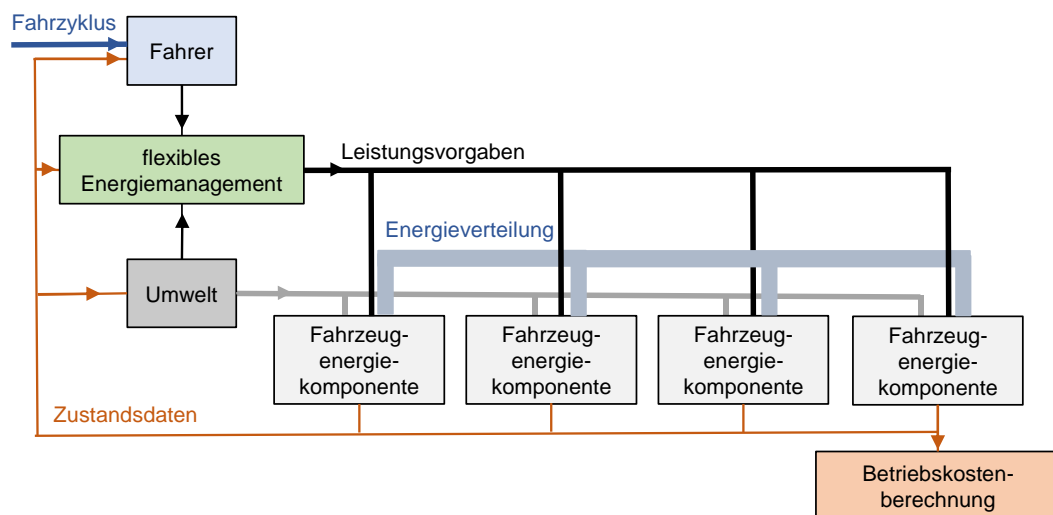 Fahrzyklus
Fahrer
flexibles
Energiemanagement
Leistungsvorgaben
Energieverteilung
Umwelt
Fahrzeug-
energie-
komponente
Fahrzeug-
energie-
komponente
Fahrzeug-
energie-
komponente
Fahrzeug-
energie-
komponente
Zustandsdaten
Betriebskosten-
berechnung